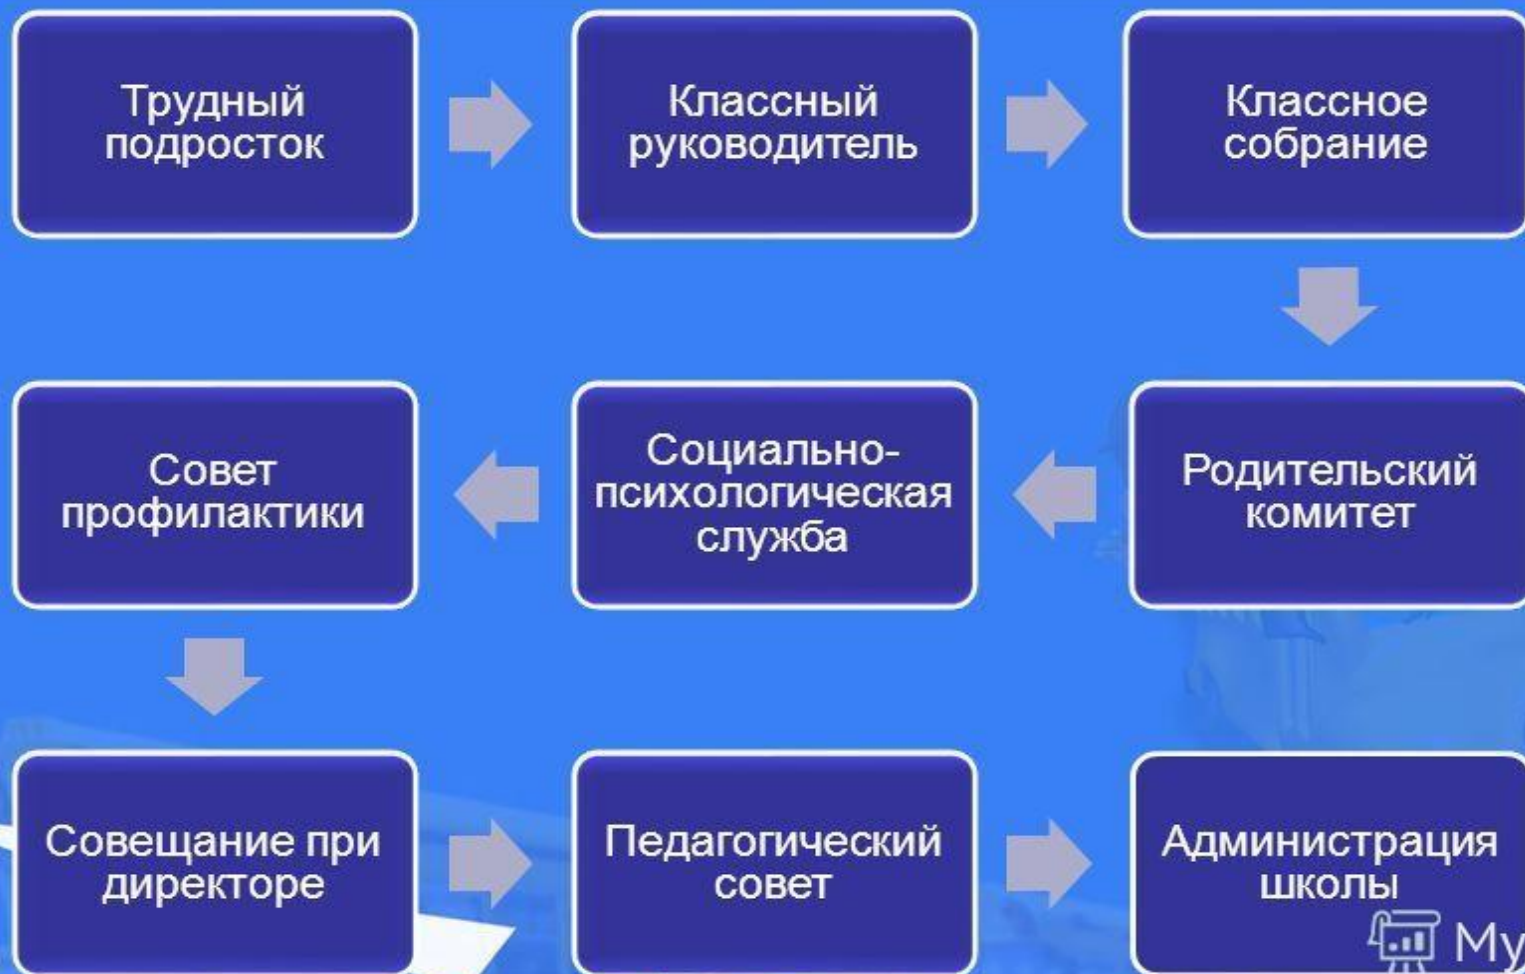 Трудный
подросток
Классный
руководитель
Классное
собрание
Родительский
комитет
Социально-
психологическая
служба
Совет
профилактики
Совещание при
директоре
Педагогический
совет
Администрация
школы
My